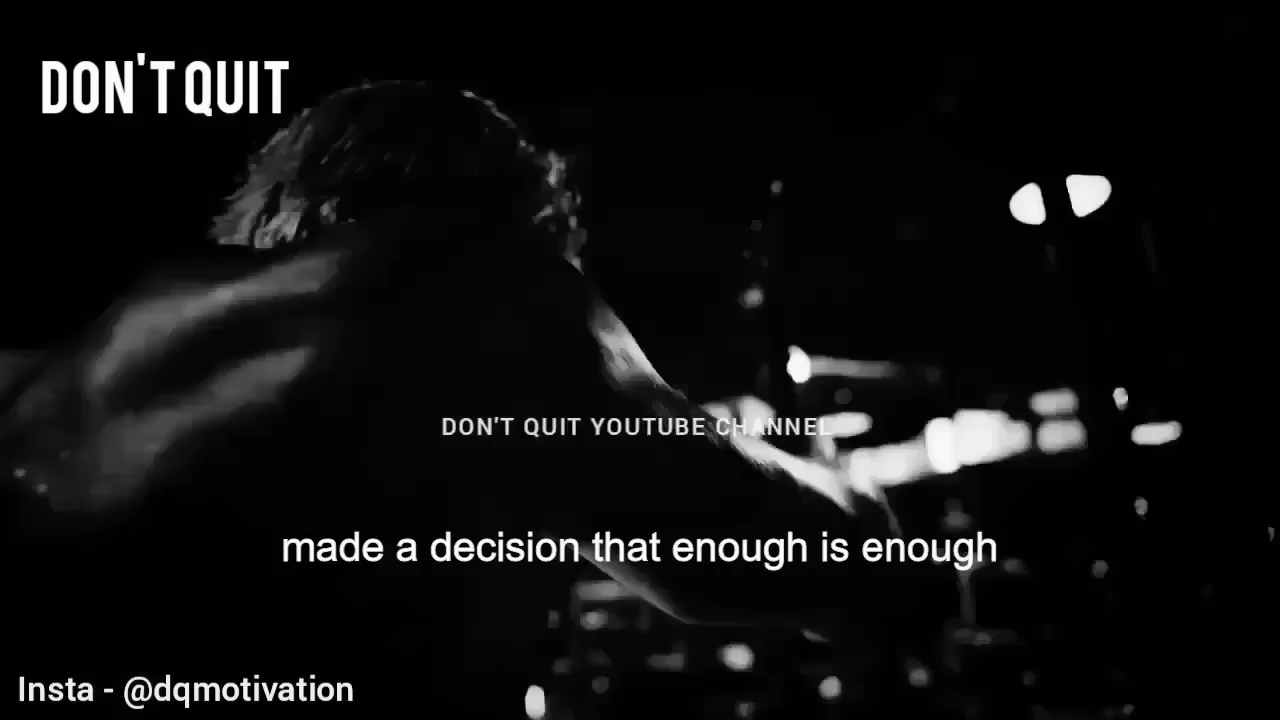 DON'T QUIT
DON'T QUIT YOUTUBE CHANNEL
made a decision that enough is enough
Insta - @dqmotivation